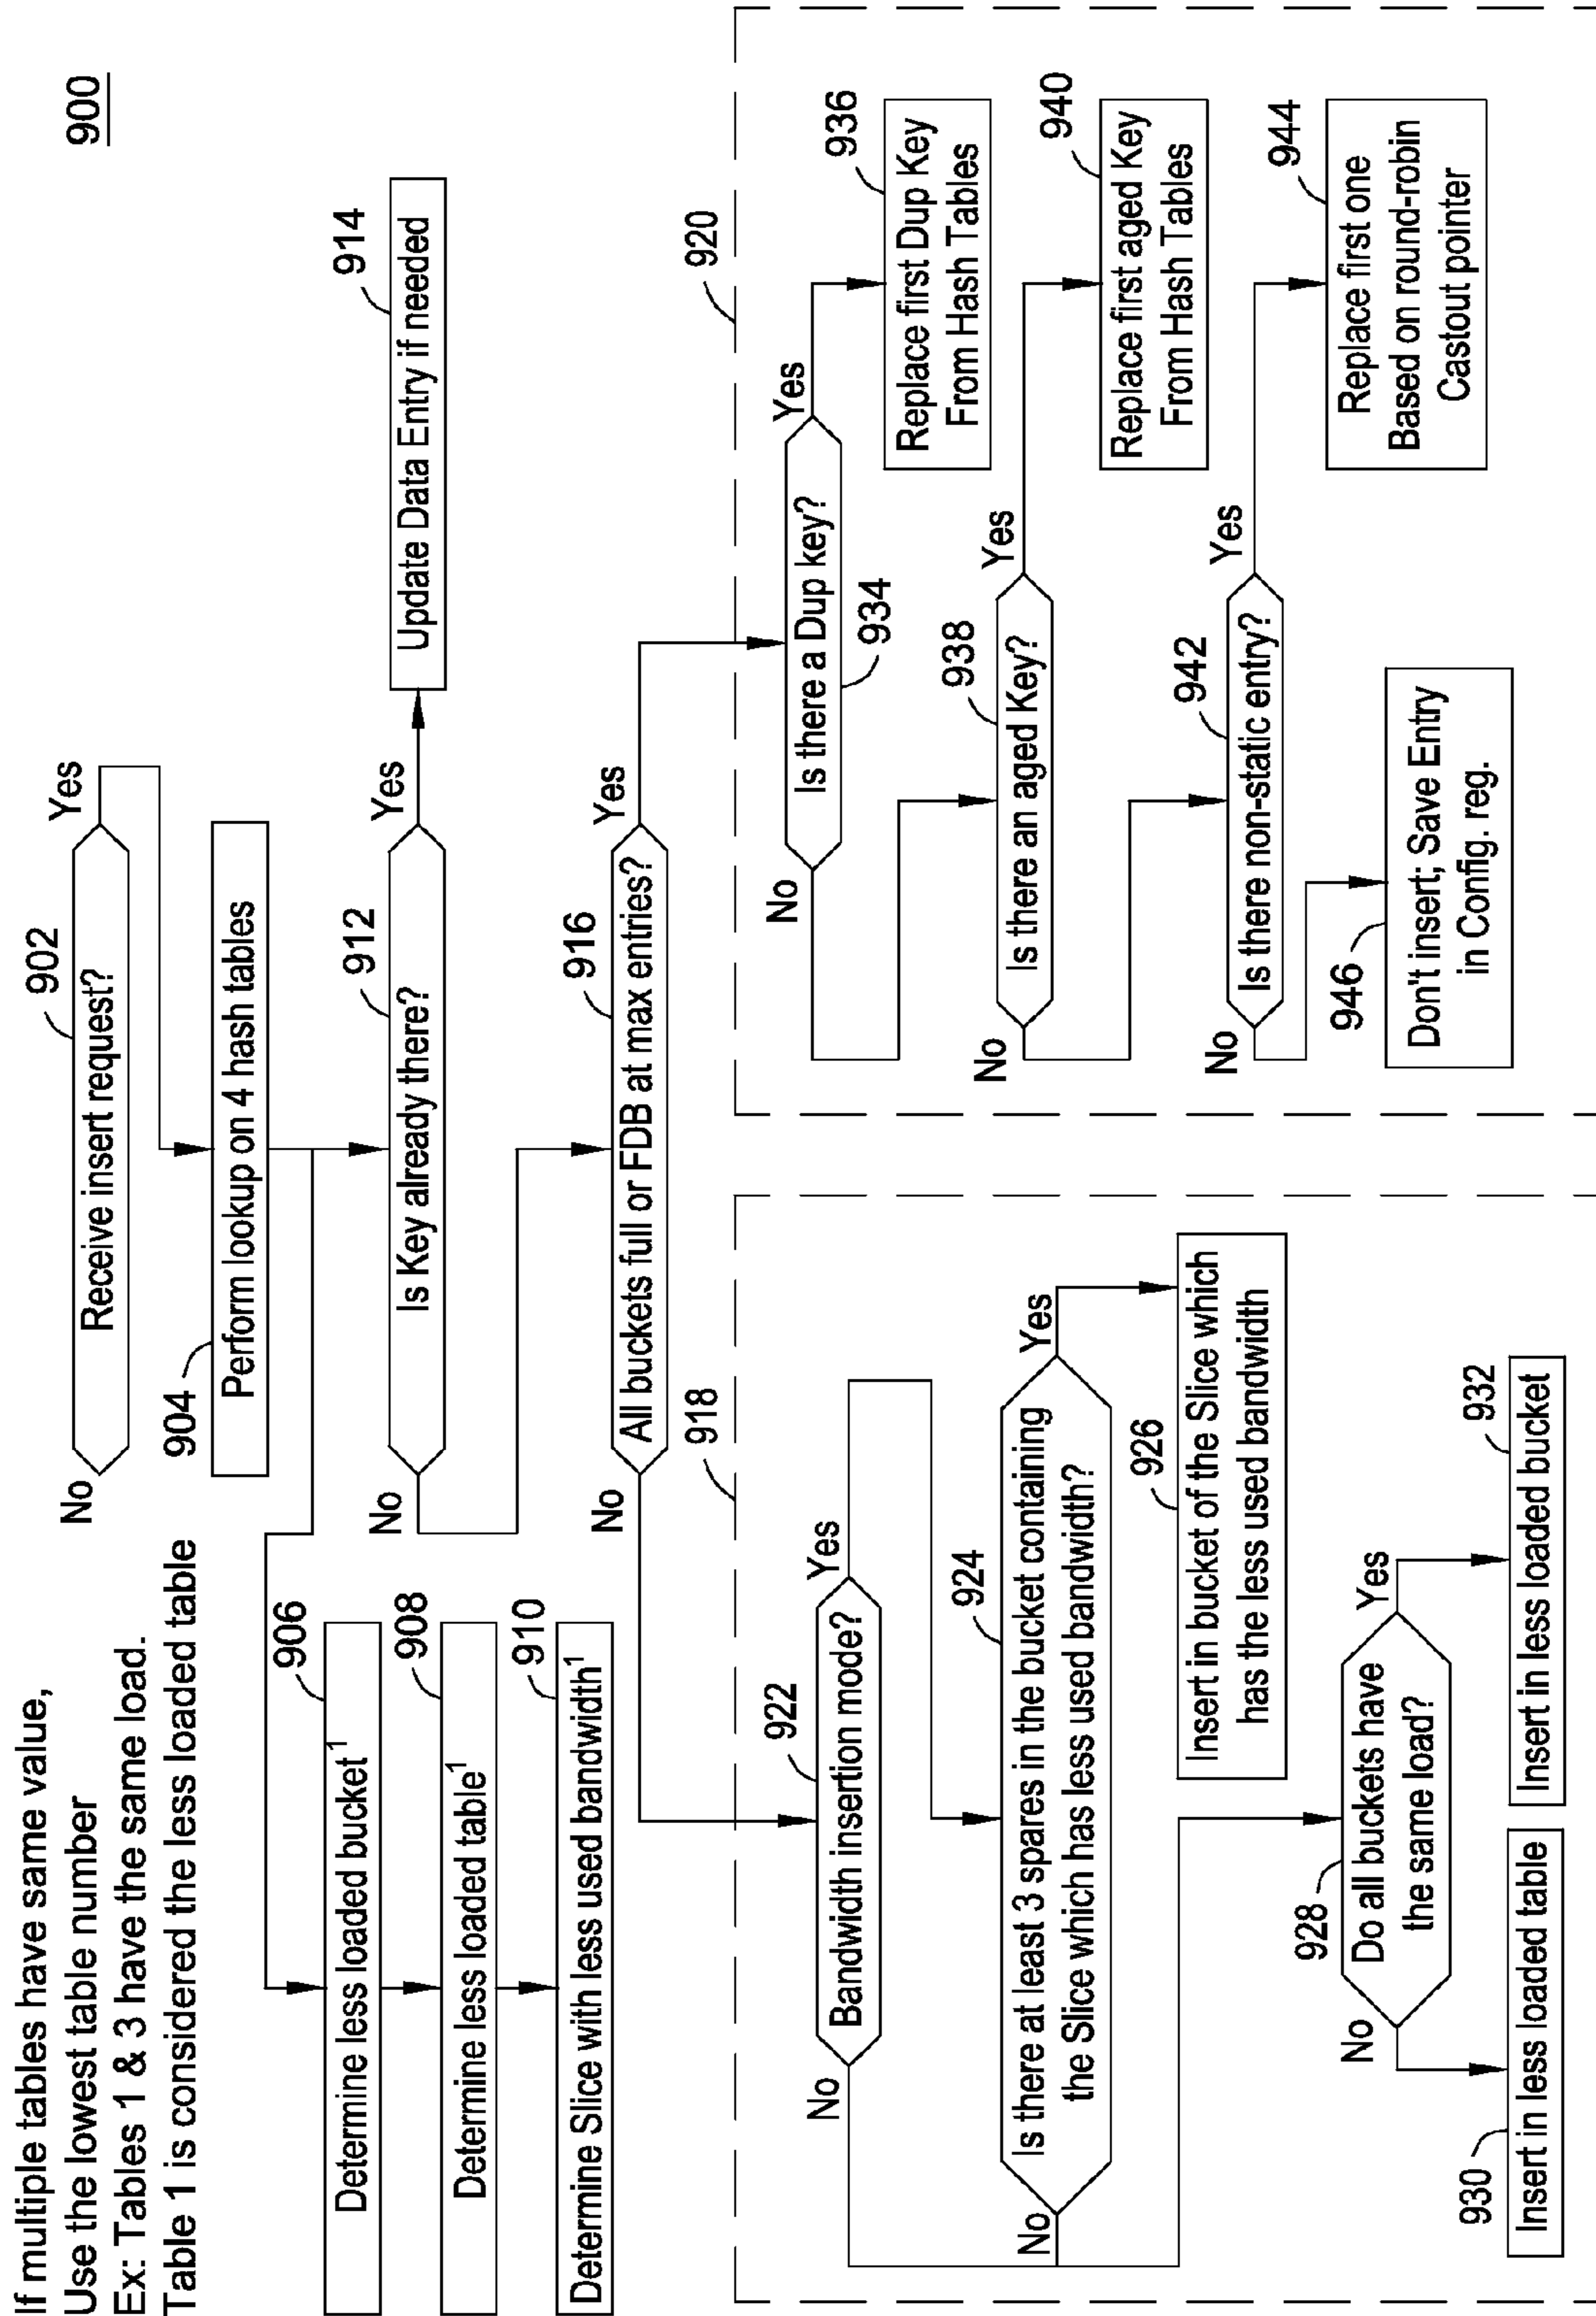 If multiple tables have same value,
Use the lowest table number
Ex: Tables 1 & 3 have the same load.
Table 1 is considered the less loaded table
900
902
No
Receive insert request?
Yes
904
Perform lookup on 4 hash tables
906
Determine less loaded bucket1
908
Determine less loaded table1
910
Determine Slice with less used bandwidth1
912
No
Is Key already there?
Yes
914
Update Data Entry if needed
916
No
All buckets full or FDB at max entries?
Yes
918
922
No
Bandwidth insertion mode?
Yes
924
No
Is there at least 3 spares in the bucket containing
the Slice which has less used bandwidth?
Yes
926
Insert in bucket of the Slice which
has the less used bandwidth
928
No
Do all buckets have
the same load?
Yes
930
Insert in less loaded table
932
Insert in less loaded bucket
920
No
Is there a Dup key?
934
Yes
936
Replace first Dup Key
From Hash Tables
938
No
Is there an aged Key?
Yes
940
Replace first aged Key
From Hash Tables
942
No
Is there non-static entry?
Yes
944
Replace first one
Based on round-robin
Castout pointer
946
Don't insert; Save Entry
in Config. reg.